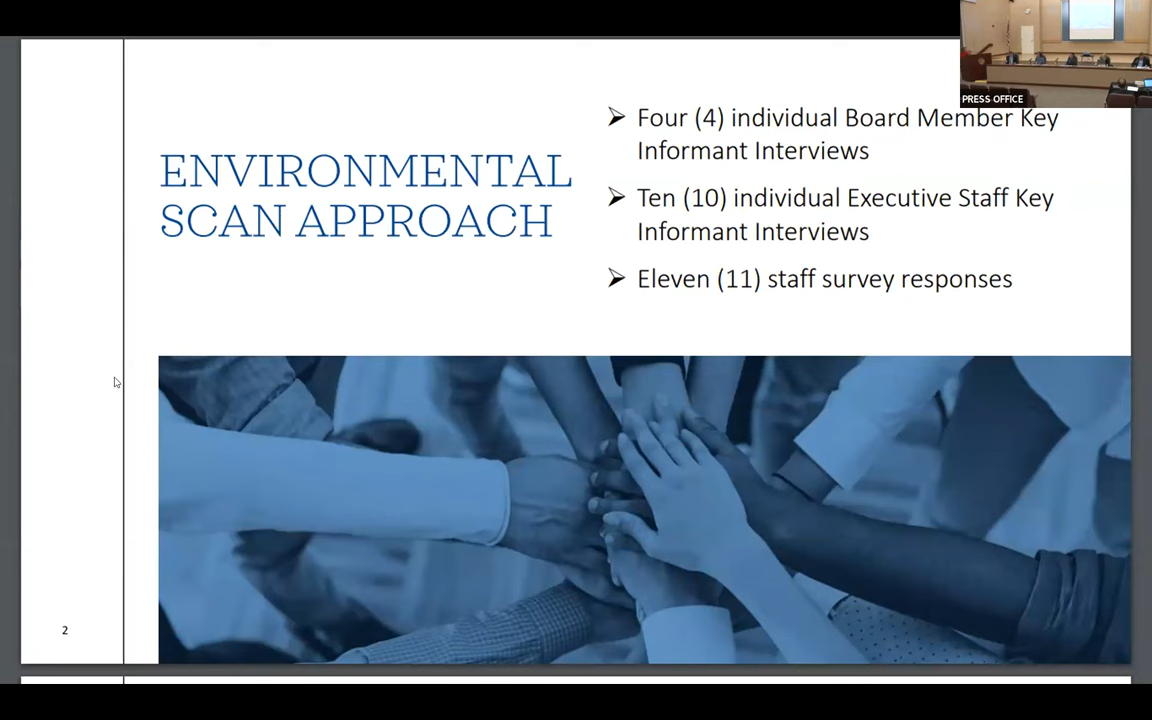 PRESS OFFICE
ENVIRONMENTAL
SCAN APPROACH
Four (4) individual Board Member Key
Informant Interviews
Ten (10) individual Executive Staff Key
Informant Interviews
Eleven (11) staff survey responses
2